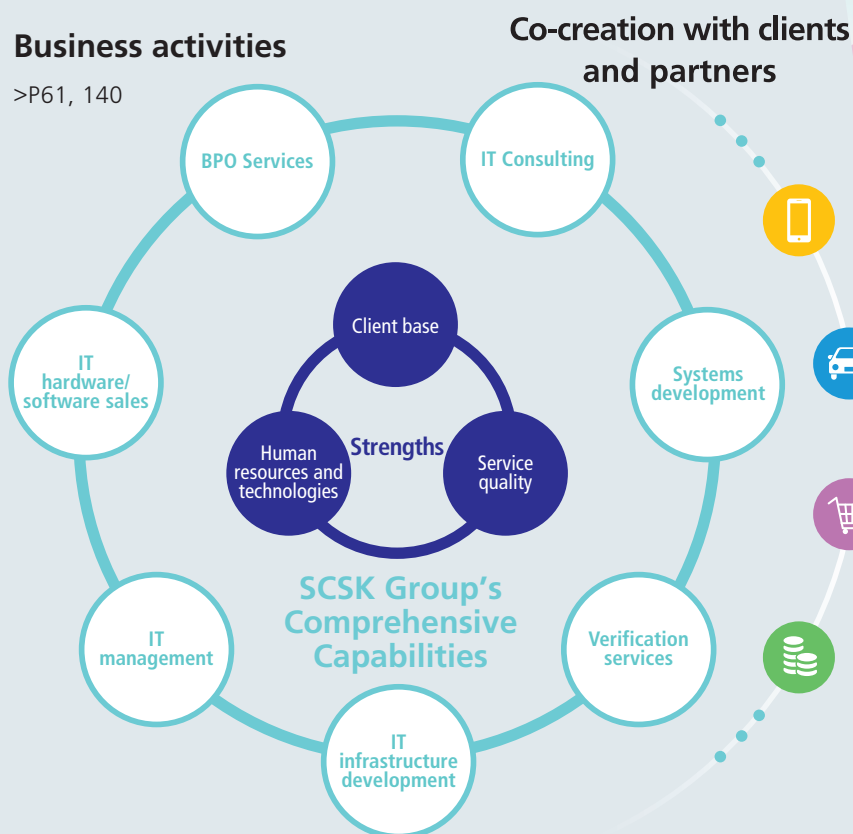 Business activities
>P61, 140
Co-creation with clients
and partners
BPO Services
IT Consulting
IT
hardware/
software sales
Systems
development
Client base
Strengths
Human
resources and
technologies
Service
quality
SCSK Group's
Comprehensive
Capabilities
IT
management
Verification
services
IT
infrastructure
development